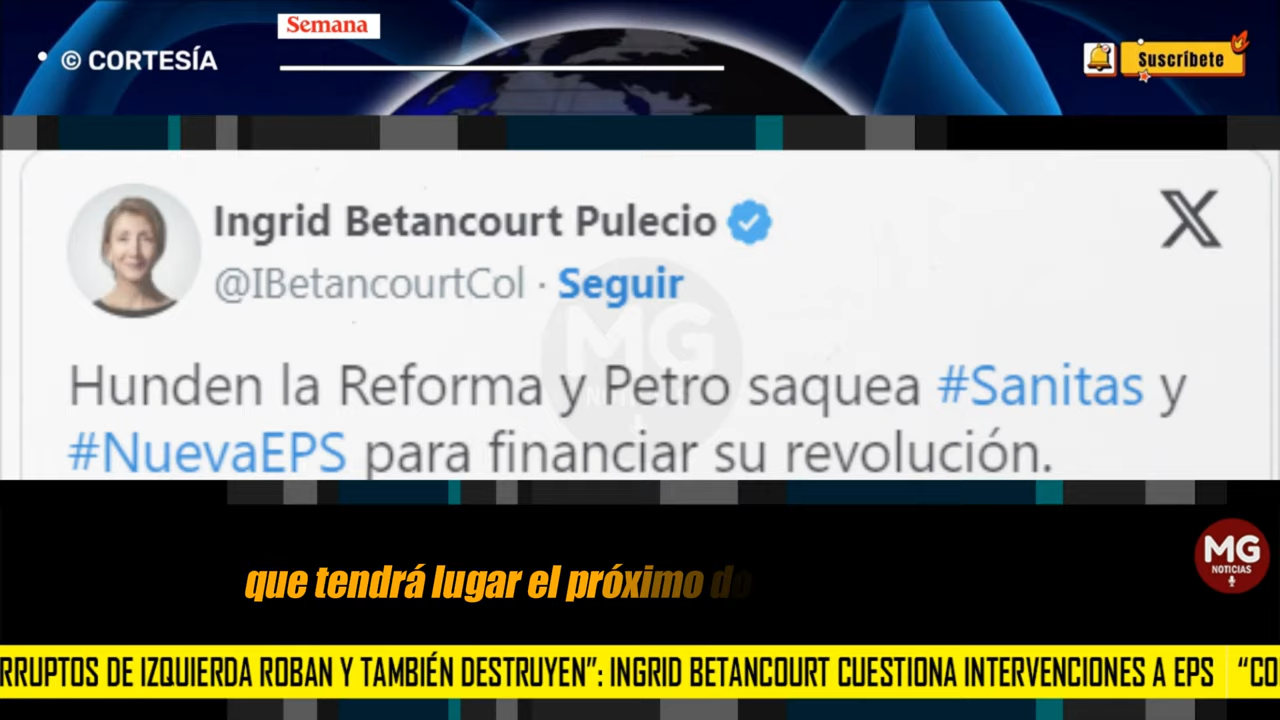 Semana
© CORTESÍA
Suscríbete
Ingrid Betancourt Pulecio
@IBetancourtCol · Seguir
Hunden la Reforma y Petro saquea #Sanitas y
#NuevaEPS para financiar su revolución.
MG
que tendrá lugar el próximo do
MG
NOTICIAS
RRUPTOS DE IZQUIERDA ROBAN Y TAMBIÉN DESTRUYEN”: INGRID BETANCOURT CUESTIONA INTERVENCIONES A EPS “CO